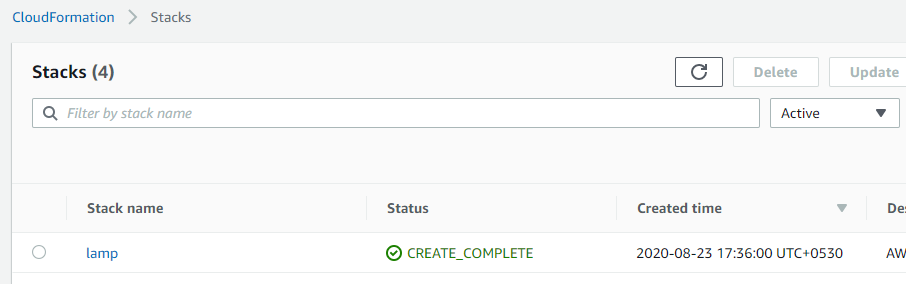 CloudFormation > Stacks
Stacks (4)
Delete
Update
Filter by stack name
Active
Stack name Status Created time Des
lamp CREATE_COMPLETE 2020-08-23 17:36:00 UTC+0530 AW